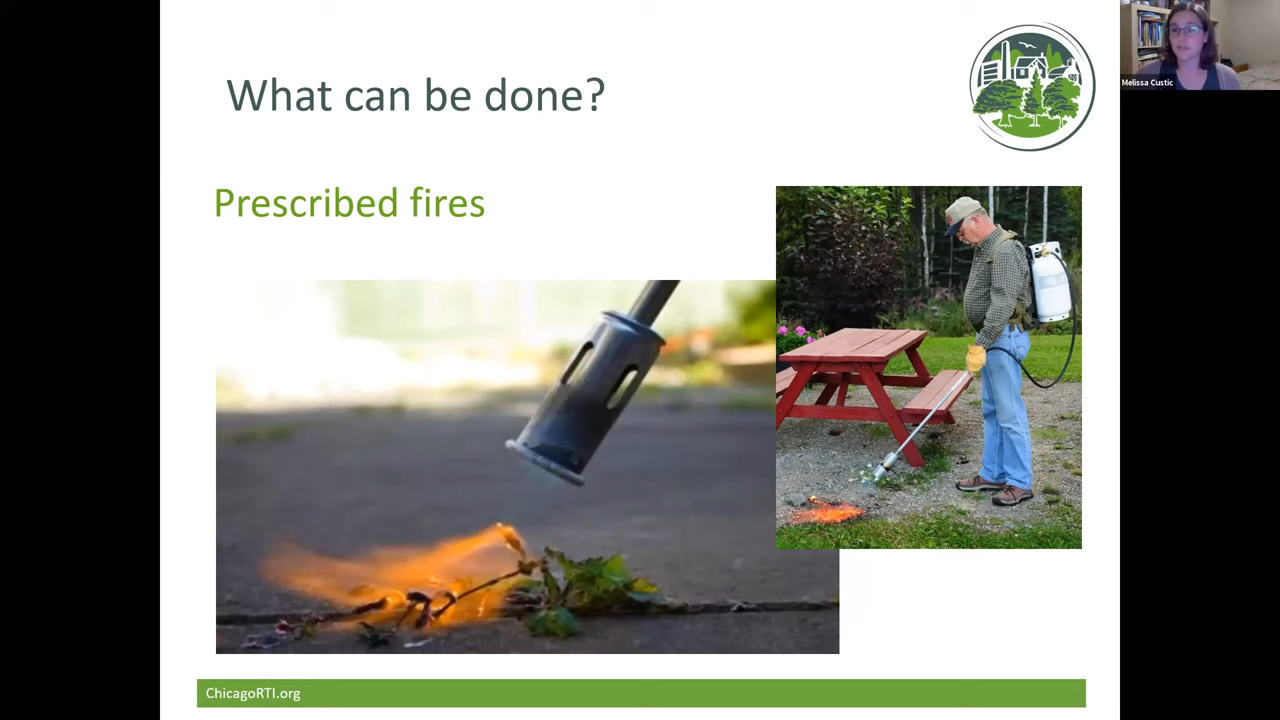 What can be done?
Prescribed fires
ChicagoRTI.org
Melissa Custic